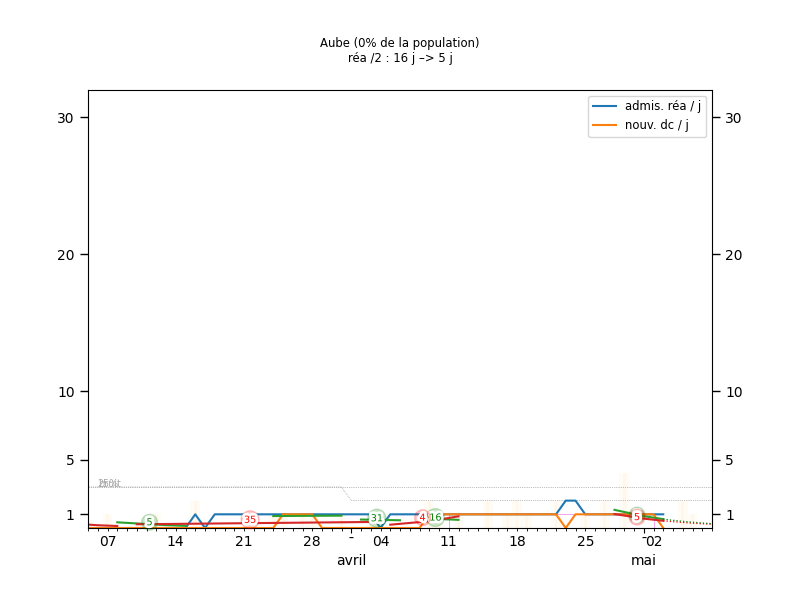 Aube (0% de la population)
réa /2 : 16 j –> 5 j
admis. réa / j
nouv. dc / j
30 30
20 20
10 10
5 5
1 1
5 35 31 4 16 5
07 14 21 28 - 04 11 18 25 - 02
avril mai